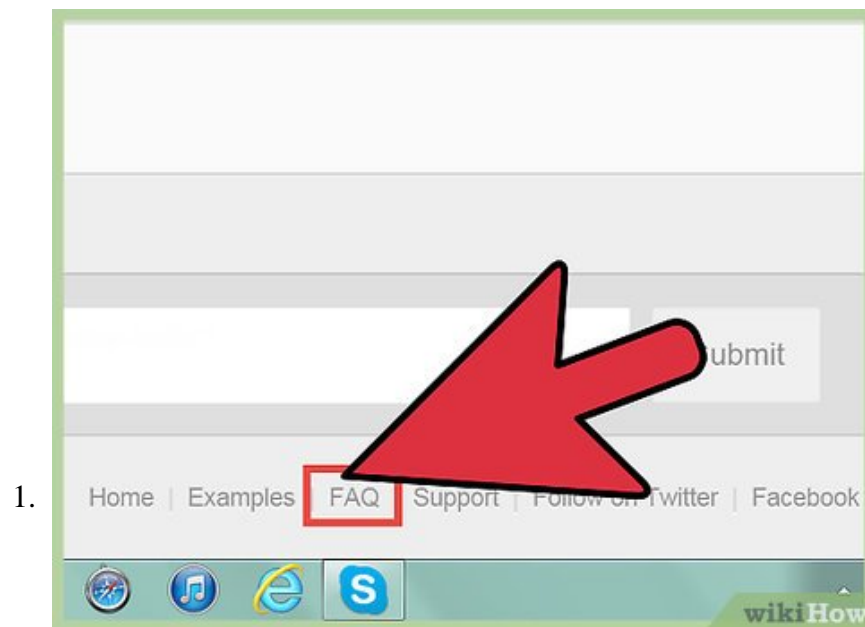 ubmit
1.
Home | Examples | FAQ | Support | Follow on Twitter | Facebook
S
wikiHow